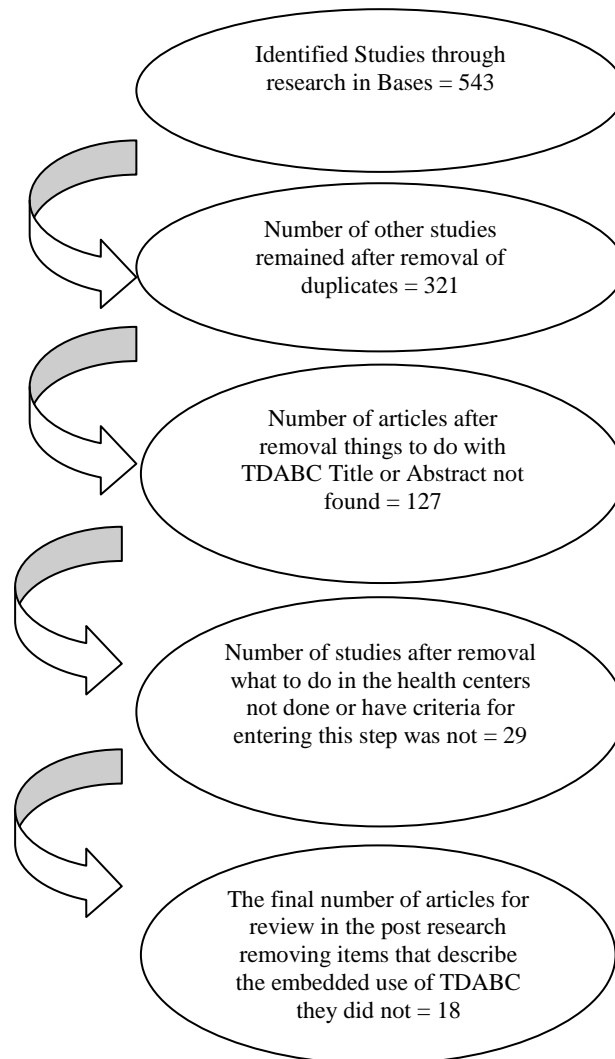 Identified Studies through
research in Bases = 543
Number of other studies
remained after removal of
duplicates = 321
Number of articles after
removal things to do with
TDABC Title or Abstract not
found = 127
Number of studies after removal
what to do in the health centers
not done or have criteria for
entering this step was not = 29
The final number of articles for
review in the post research
removing items that describe
the embedded use of TDABC
they did not = 18